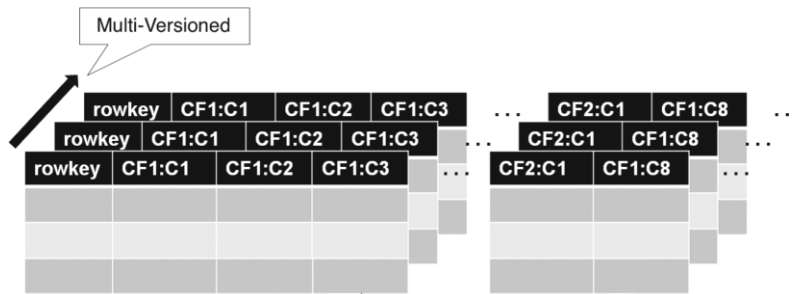 Multi-Versioned
rowkey CF1:C1 CF1:C2 CF1:C3 ... CF2:C1 CF1:C8 ..
rowkey CF1:C1 CF1:C2 CF1:C3 ... CF2:C1 CF1:C8 ...
rowkey CF1:C1 CF1:C2 CF1:C3 ... CF2:C1 CF1:C8